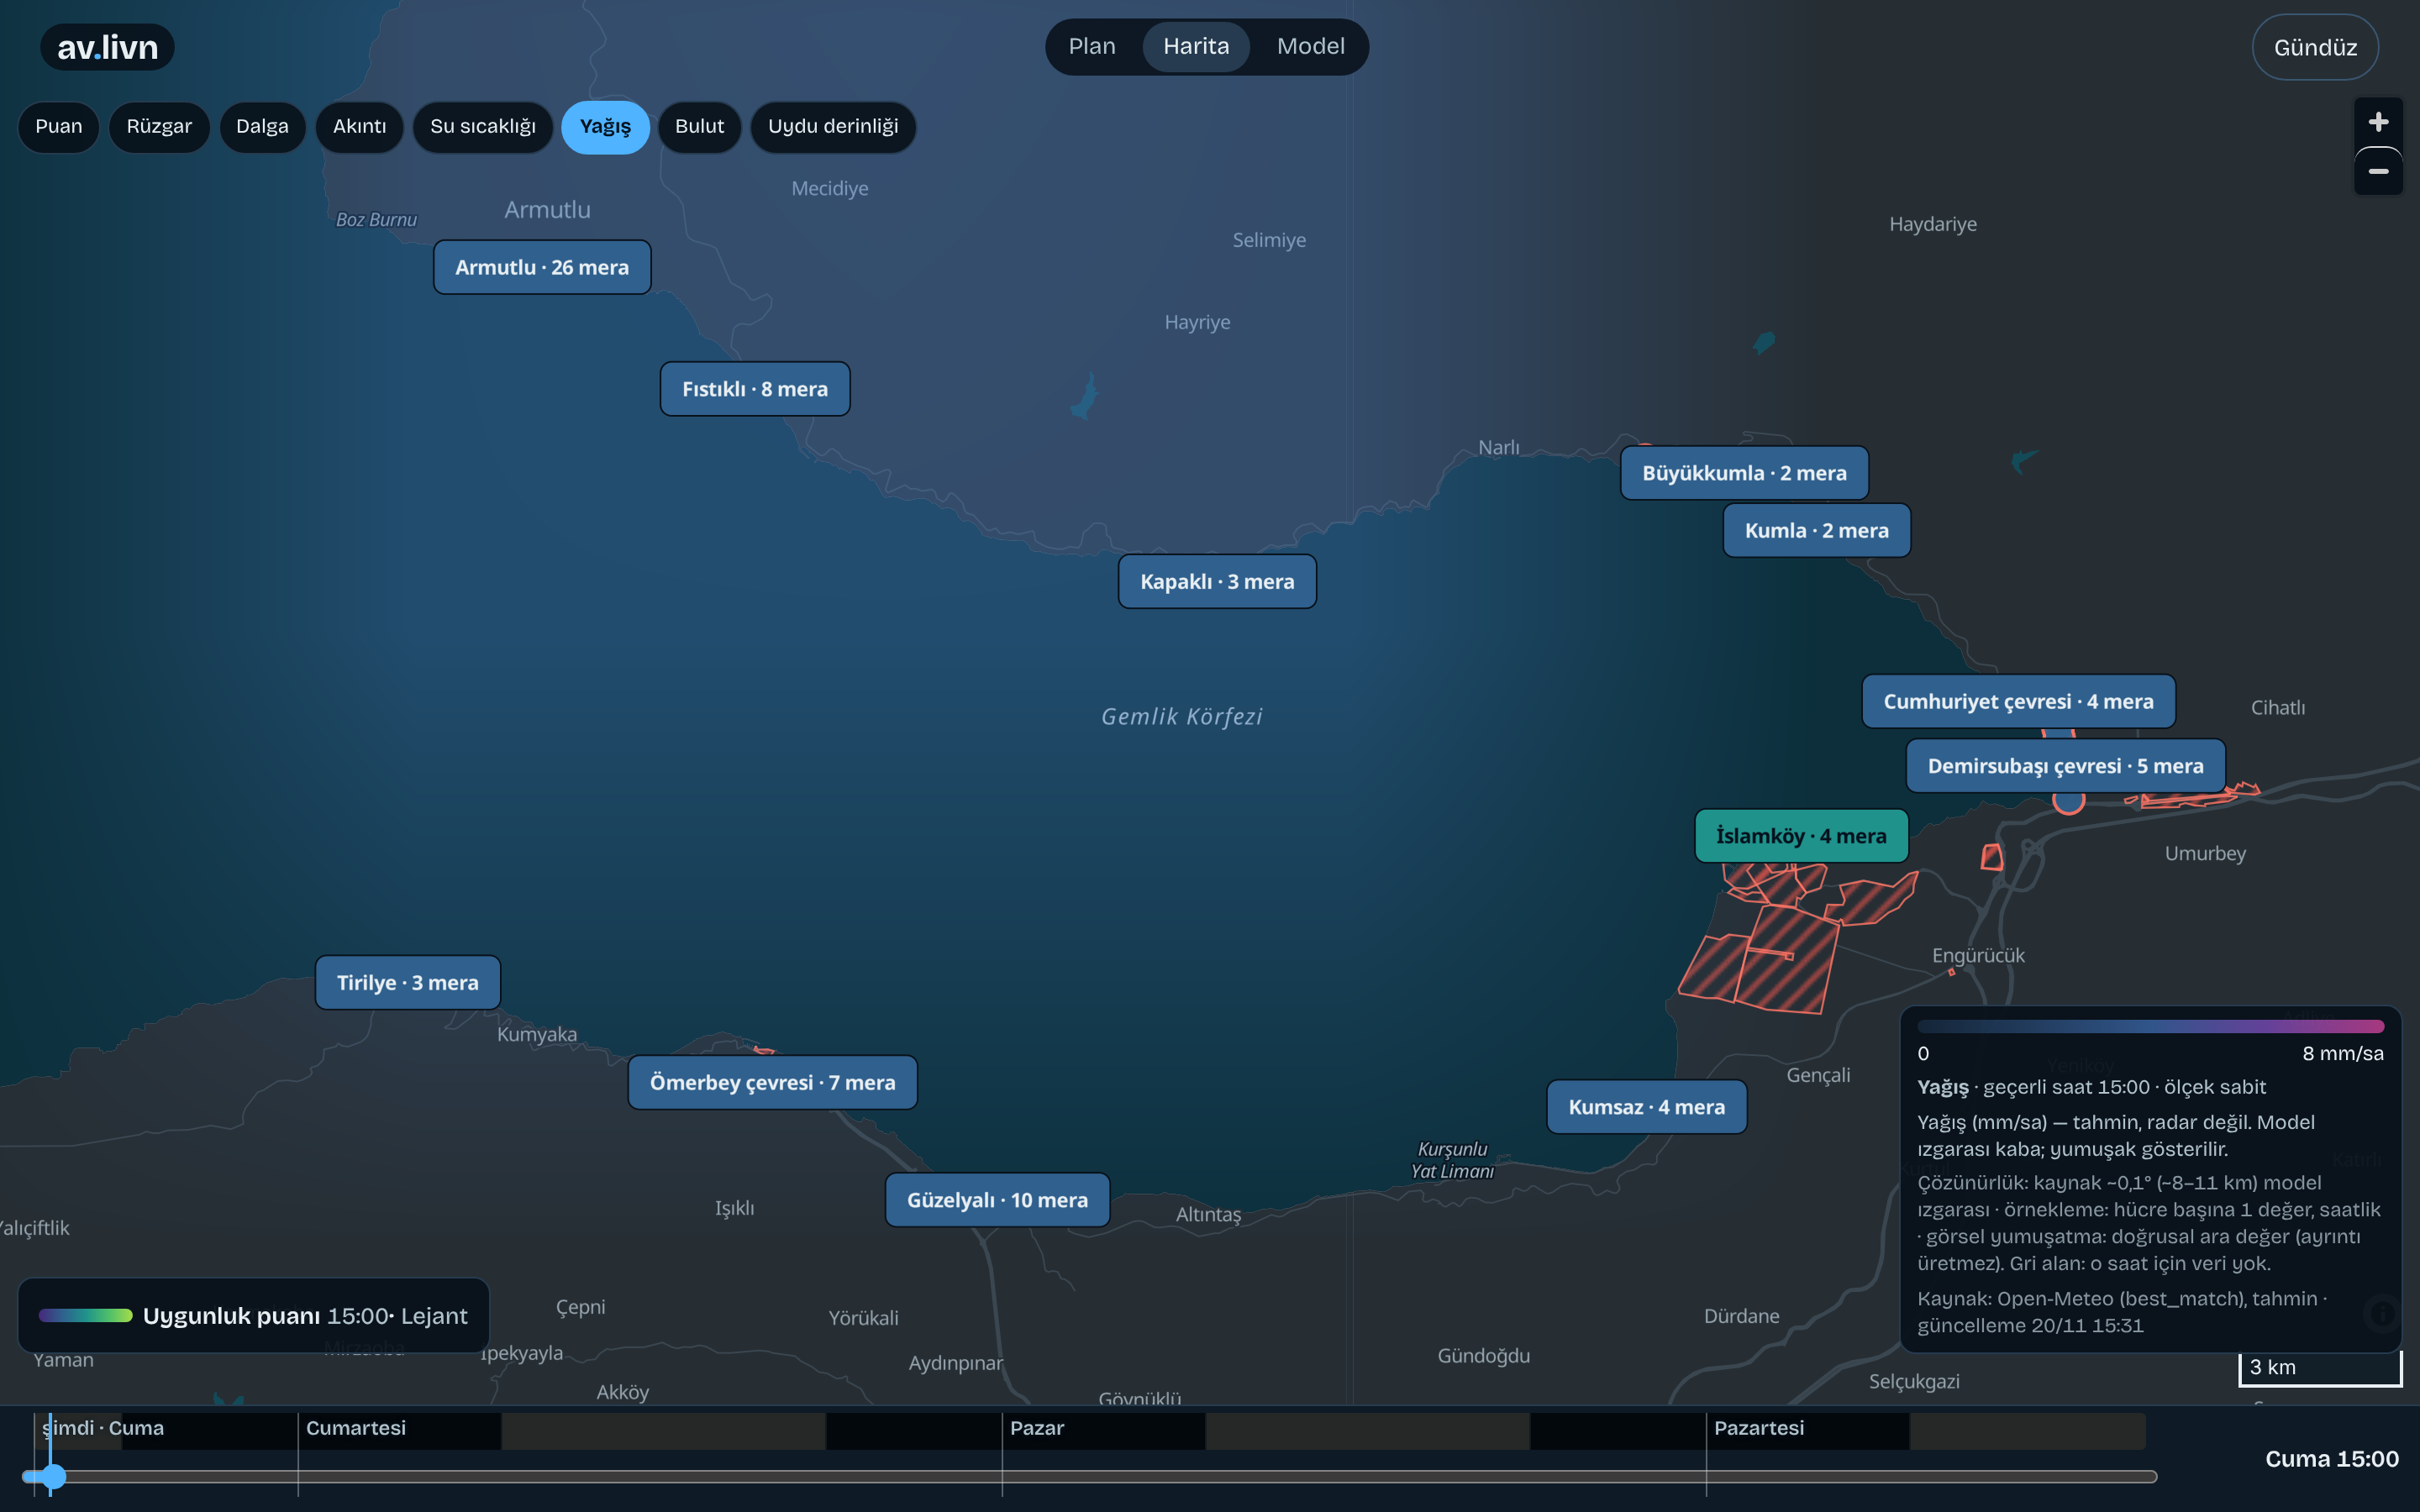 av.livn
Plan
Harita
Model
Gündüz
Puan
Rüzgar
Dalga
Akıntı
Su sıcaklığı
Yağış
Bulut
Uydu derinliği
+
−
Mecidiye
Armutlu
Boz Burnu
Haydariye
Selimiye
Armutlu · 26 mera
Hayriye
Fıstıklı · 8 mera
Narlı
Büyükkumla · 2 mera
Kumla · 2 mera
Kapaklı · 3 mera
Cumhuriyet çevresi · 4 mera
Cihatlı
Gemlik Körfezi
Demirsubaşı çevresi · 5 mera
İslamköy · 4 mera
Umurbey
Engürücük
Tirilye · 3 mera
Kumyaka
Ömerbey çevresi · 7 mera
Gençali
Kumsaz · 4 mera
Kurşunlu
Yat Limanı
Güzelyalı · 10 mera
Işıklı
Altıntaş
Yalıçiftlik
Çepni
Yörükali
Dürdane
Mirzaoba
Yaman
İpekyayla
Aydınpınar
Gündoğdu
Akköy
Göynüklü
Selçukgazi
Yeniköy
0
8 mm/sa
Yağış · geçerli saat 15:00 · ölçek sabit
Yağış (mm/sa) — tahmin, radar değil. Model
ızgarası kaba; yumuşak gösterilir.
Çözünürlük: kaynak ~0,1° (~8–11 km) model
ızgarası · örnekleme: hücre başına 1 değer, saatlik
· görsel yumuşatma: doğrusal ara değer (ayrıntı
üretmez). Gri alan: o saat için veri yok.
Kaynak: Open-Meteo (best_match), tahmin ·
güncelleme 20/11 15:31
3 km
Uygunluk puanı 15:00· Lejant
şimdi · Cuma
Cumartesi
Pazar
Pazartesi
Cuma 15:00